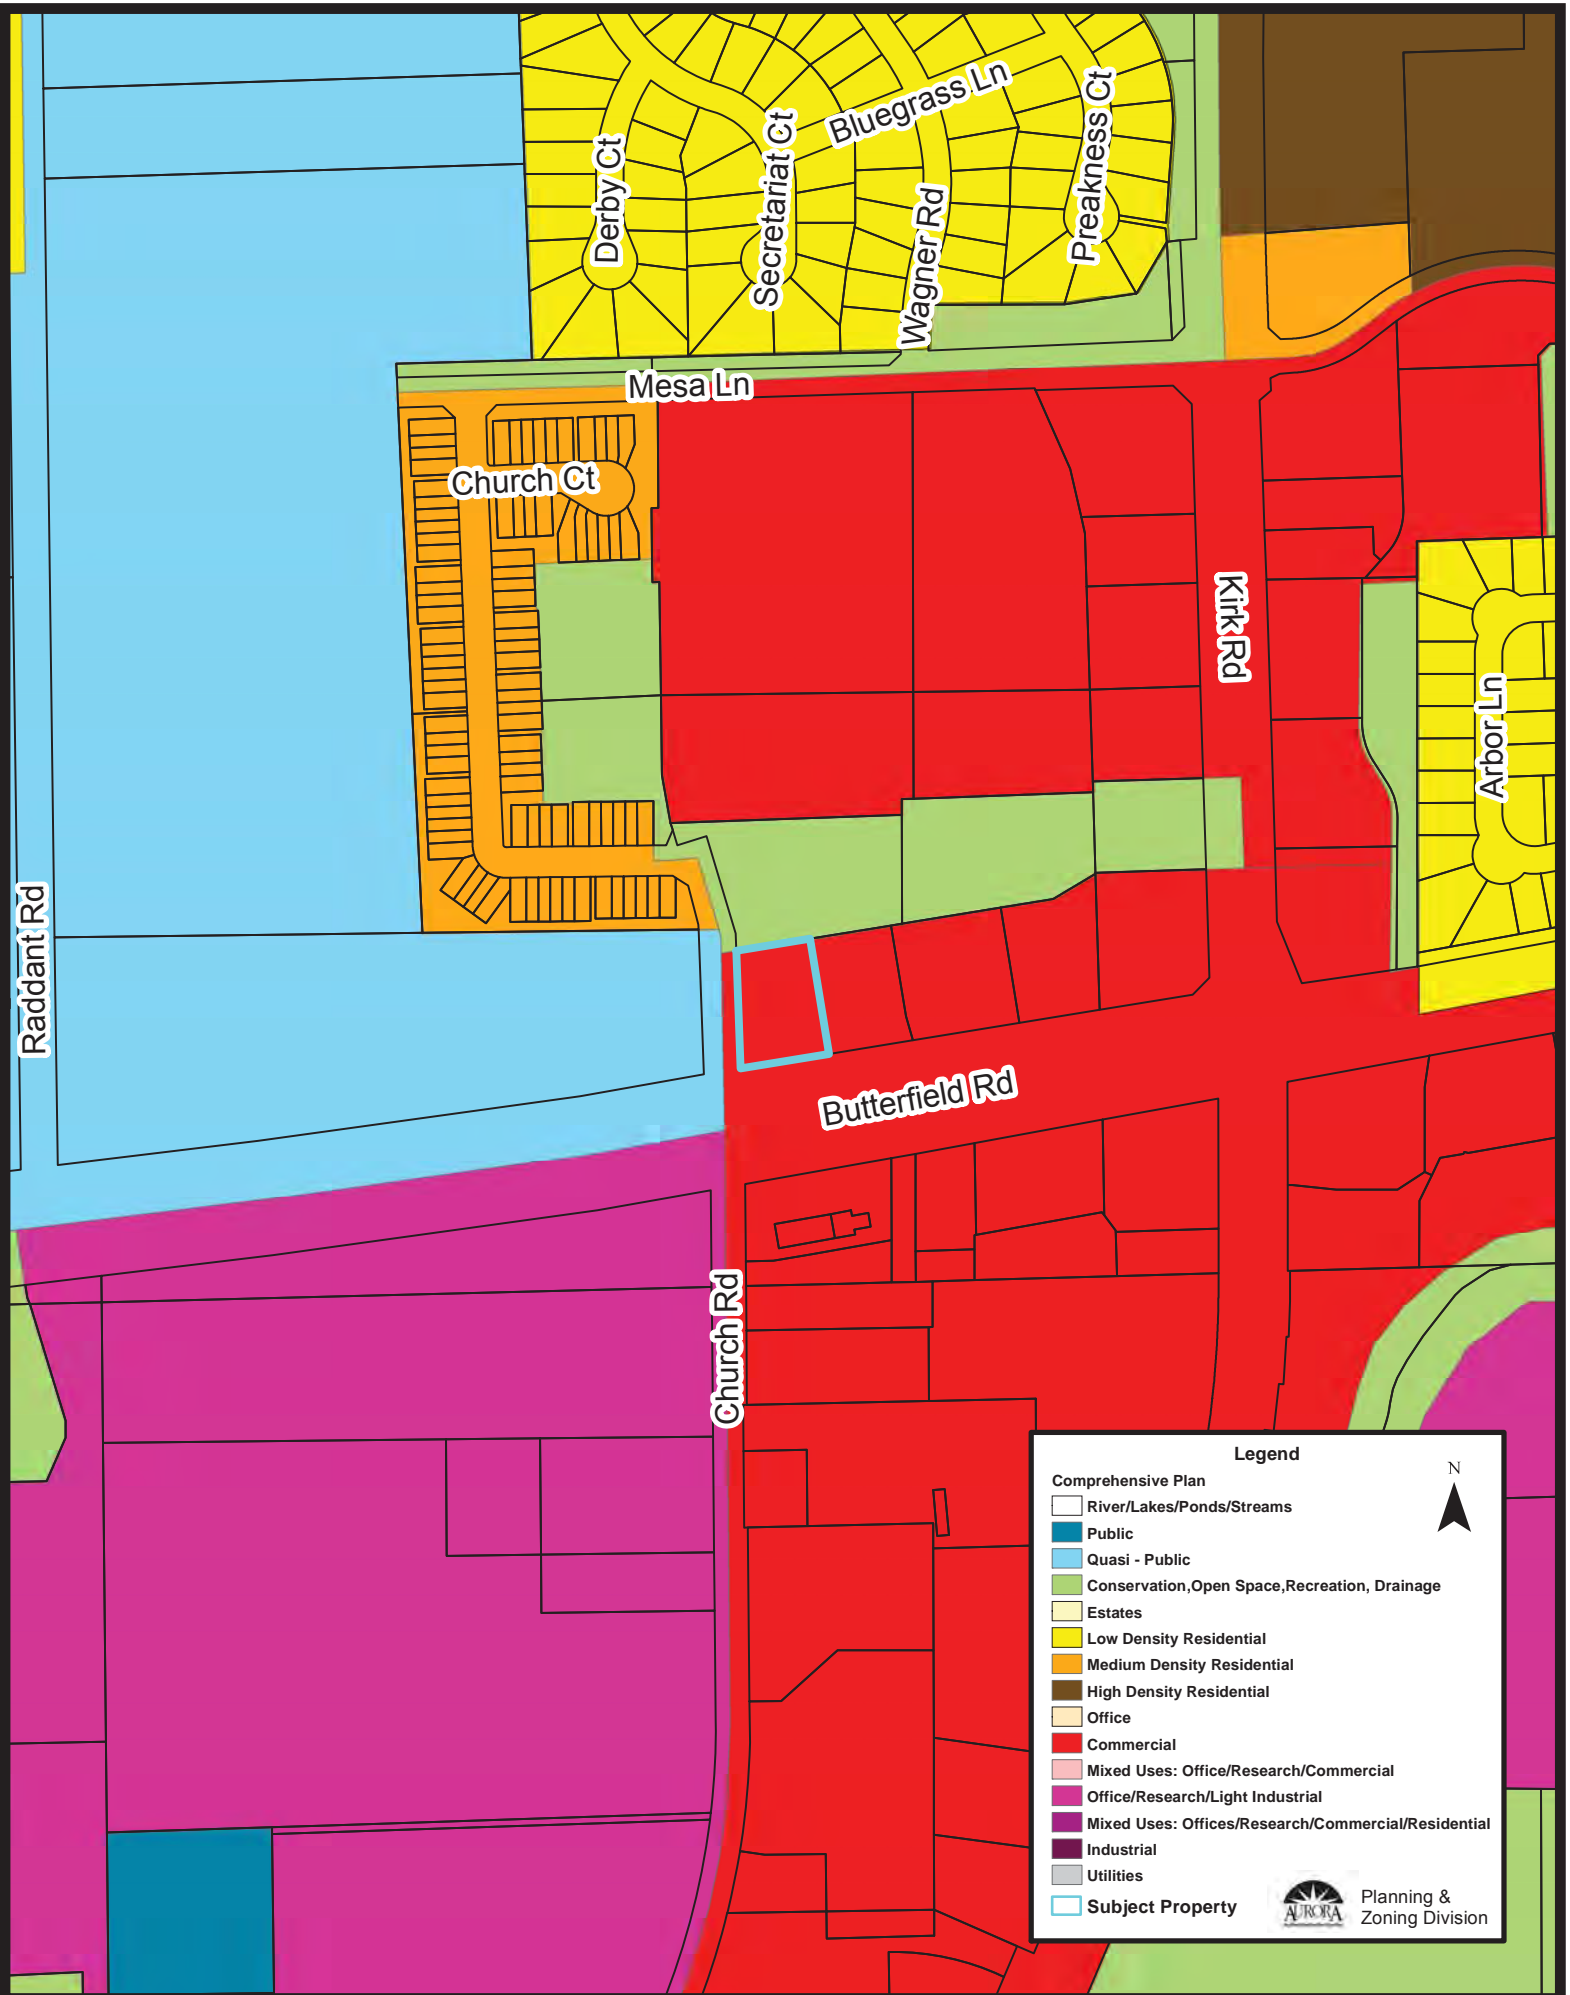 Bluegrass Ln
Preakness Ct
Secretariat Ct
Derby Ct
Wagner Rd
Mesa Ln
Church Ct
Kirk Rd
Arbor Ln
Raddant Rd
Butterfield Rd
Church Rd
Legend
N
Comprehensive Plan
River/Lakes/Ponds/Streams
Public
Quasi - Public
Conservation,Open Space,Recreation, Drainage
Estates
Low Density Residential
Medium Density Residential
High Density Residential
Office
Commercial
Mixed Uses: Office/Research/Commercial
Office/Research/Light Industrial
Mixed Uses: Offices/Research/Commercial/Residential
Industrial
Utilities
Subject Property
AURORA
Planning &
Zoning Division